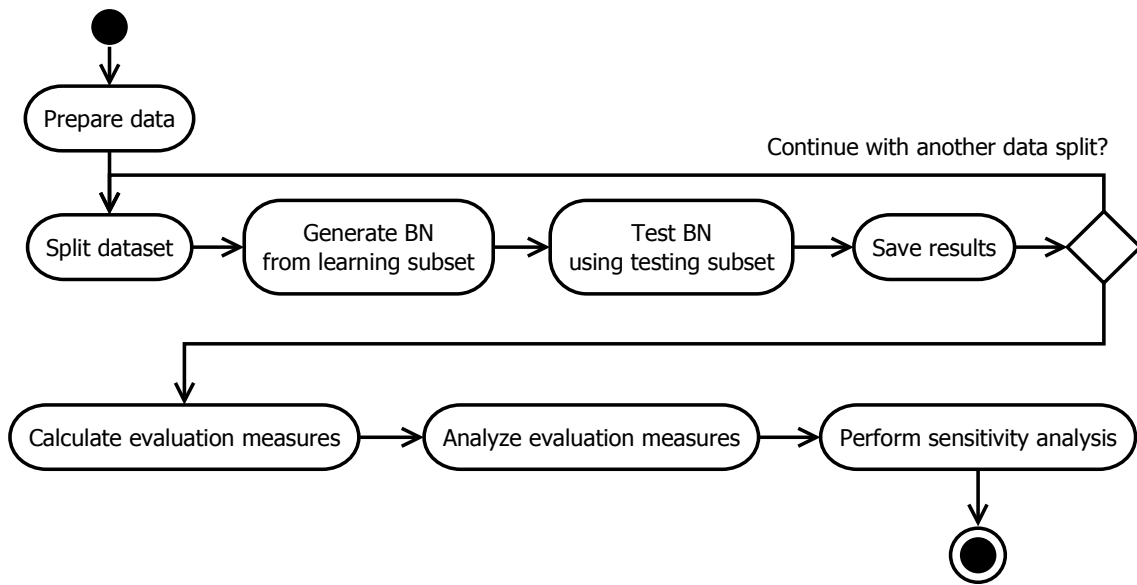 Prepare data
Continue with another data split?
Split dataset
Generate BN
from learning subset
Test BN
using testing subset
Save results
Calculate evaluation measures
Analyze evaluation measures
Perform sensitivity analysis